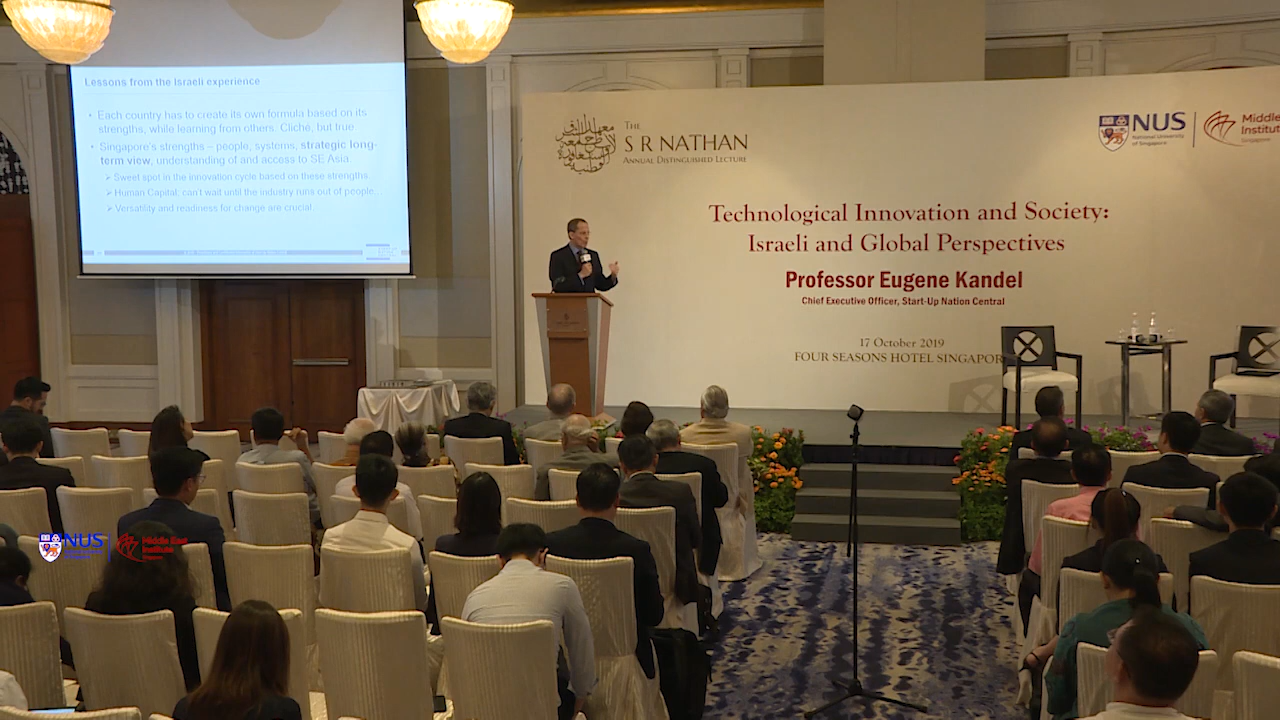 Lessons from the Israeli experience
• Each country has to create its own formula based on its
strengths, while learning from others. Cliché, but true.
• Singapore's strengths – people, systems, strategic long-
term view, understanding of and access to SE Asia.
➢ Sweet spot in the innovation cycle based on these strengths
➢ Human Capital: can't wait until the industry runs out of people…
➢ Versatility and readiness for change are crucial…
THE
S R NATHAN
ANNUAL DISTINGUISHED LECTURE
NUS
National University
of Singapore
Middle
Institut
Singapore
Technological Innovation and Society:
Israeli and Global Perspectives
Professor Eugene Kandel
Chief Executive Officer, Start-Up Nation Central
17 October 2019
FOUR SEASONS HOTEL SINGAPOR
NUS
Middle East
Institute